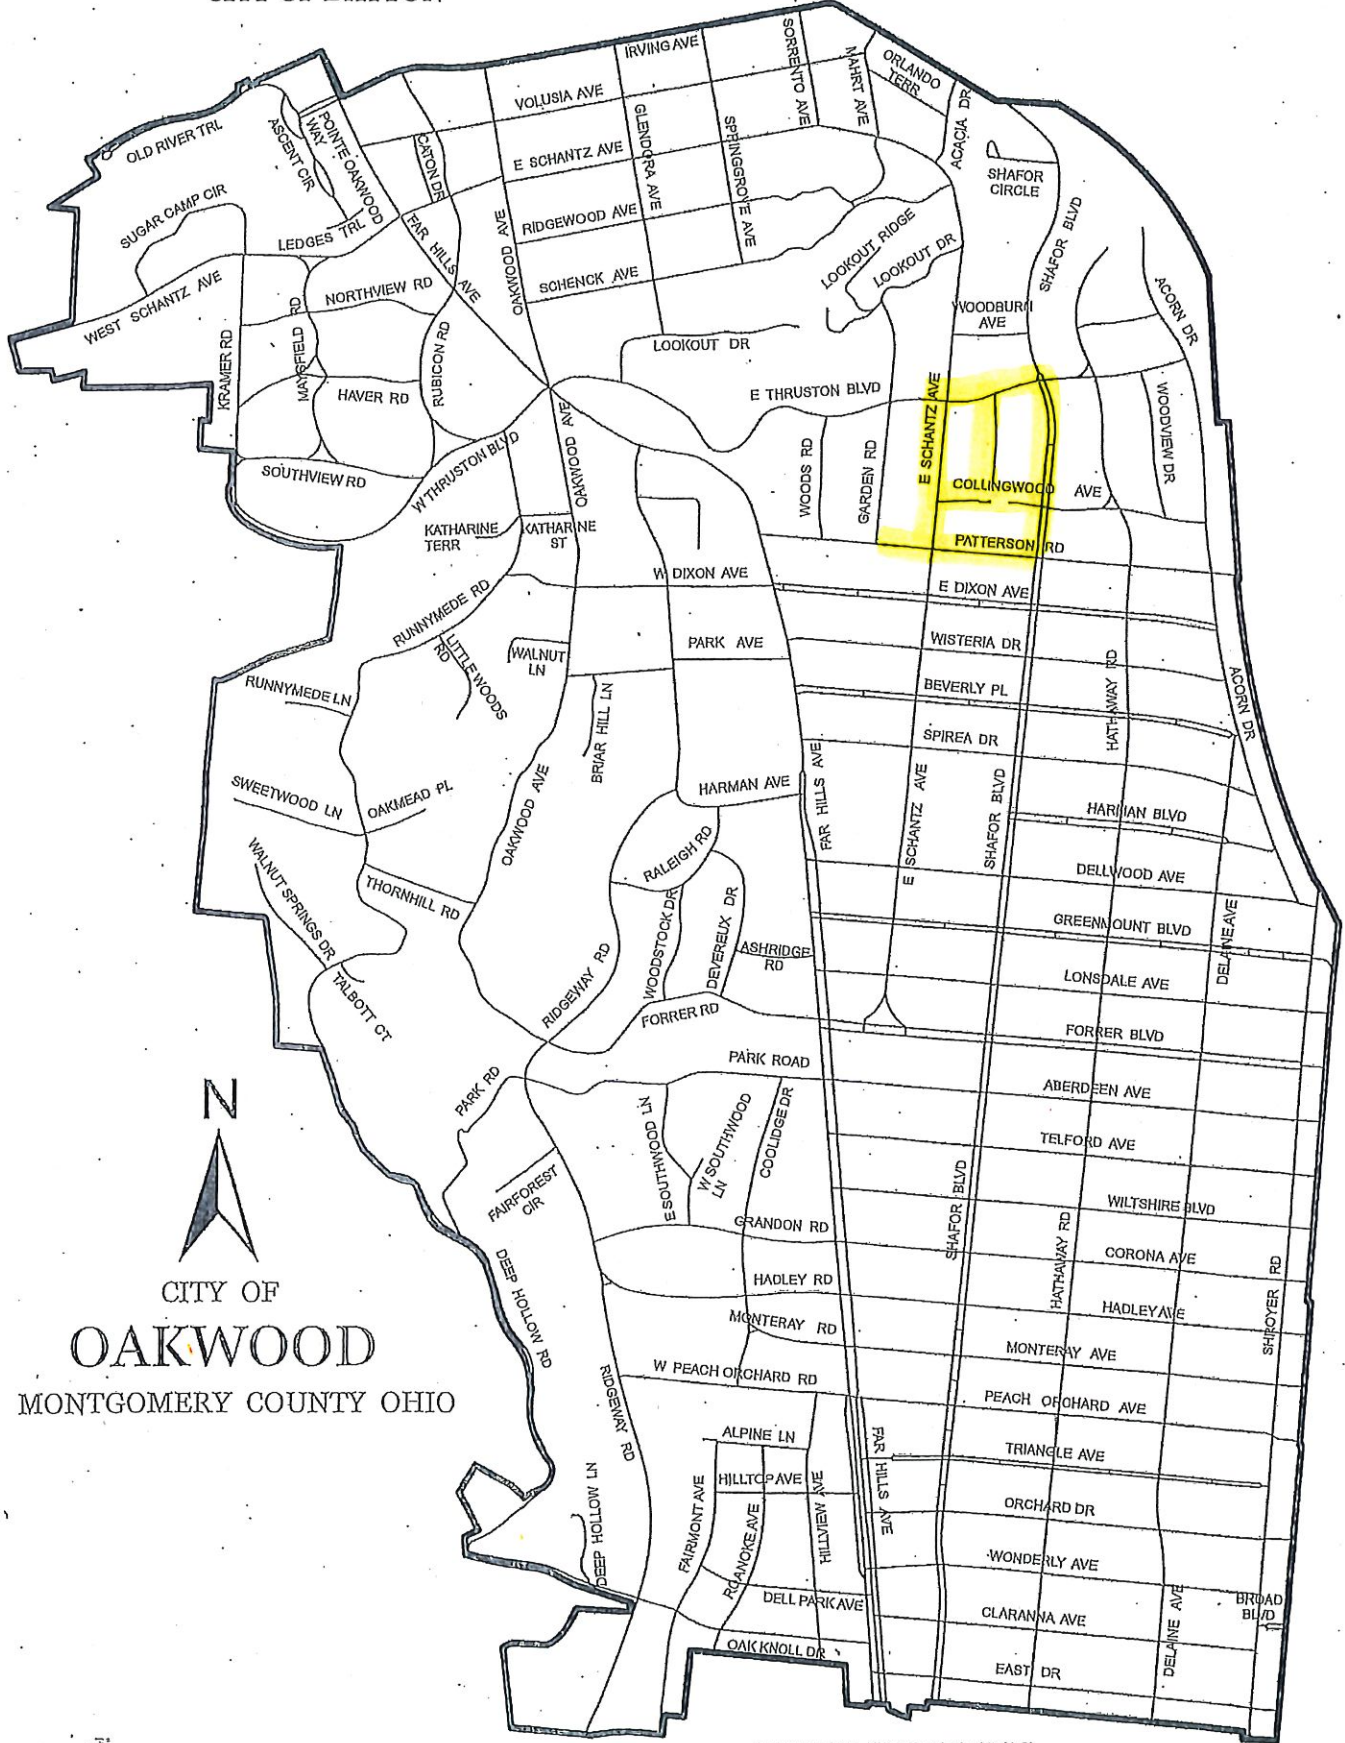 IRVING AVE
SORRENTO AVE
MAHRT AVE
ORLANDO
TERR
VOLUSIA AVE
ACACIA DR
OLD RIVER TRL
ASCENT CIR
POINTE OAKWOOD
WAY
CATON DR
E SCHANTZ AVE
GLENDORA AVE
SPRINGGROVE AVE
SHAFOR
CIRCLE
SUGAR CAMP CIR
LEDGES TRL
FAR HILLS AVE
OAKWOOD AVE
RIDGEWOOD AVE
LOOKOUT RIDGE
LOOKOUT DR
SHAFOR BLVD
WEST SCHANTZ AVE
NORTHVIEW RD
SCHENCK AVE
WOODBURN
AVE
ACORN DR
KRAMER RD
MAYSFIELD RD
RUBICON RD
LOOKOUT DR
HAVER RD
E THRUSTON BLVD
E SCHANTZ AVE
WOODVIEW DR
SOUTHVIEW RD
W THRUSTON BLVD
OAKWOOD AVE
WOODS RD
GARDEN RD
COLLINGWOOD AVE
KATHARINE
TERR
KATHARINE
ST
PATTERSON RD
W DIXON AVE
E DIXON AVE
RUNNYMEDE RD
LITTLE WOODS
RD
WALNUT
LN
PARK AVE
WISTERIA DR
HATHAWAY RD
RUNNYMEDE LN
BRIAR HILL LN
BEVERLY PL
ACORN DR
SPIREA DR
SWEETWOOD LN
OAKMEAD PL
OAKWOOD AVE
HARMAN AVE
FAR HILLS AVE
E SCHANTZ AVE
SHAFOR BLVD
HARMAN BLVD
WALNUT SPRINGS DR
THORNHILL RD
RALEIGH RD
DELLWOOD AVE
WOODSTOCK DR
DEVEREUX DR
GREENMOUNT BLVD
DELAINE AVE
ASHRIDGE
RD
LONSDALE AVE
TALBOTT CT
RIDGEWAY RD
FORRER RD
FORRER BLVD
PARK ROAD
PARK RD
ABERDEEN AVE
N
E SOUTHWOOD LN
W SOUTHWOOD
LN
COOLIDGE DR
TELFORD AVE
FAIRFOREST
CIR
SHAFOR BLVD
WILTSHIRE BLVD
GRANDON RD
HATHAWAY RD
CORONA AVE
DEEP HOLLOW RD
HADLEY RD
HADLEY AVE
SHROYER RD
CITY OF
OAKWOOD
MONTGOMERY COUNTY OHIO
MONTERAY RD
MONTERAY AVE
RIDGEWAY RD
W PEACH ORCHARD RD
PEACH ORCHARD AVE
ALPINE LN
FAR HILLS AVE
TRIANGLE AVE
HILLTOP AVE
DEEP HOLLOW LN
FAIRMONT AVE
ROANOKE AVE
HILLVIEW AVE
ORCHARD DR
WONDERLY AVE
DELL PARK AVE
CLARANNA AVE
DELAINE AVE
BROAD
BLVD
OAK KNOLL DR
EAST DR